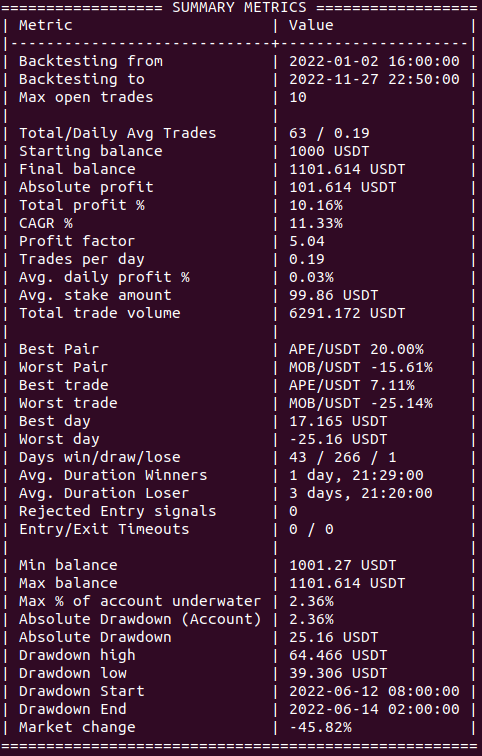 ================== SUMMARY METRICS ==================
| Metric                      | Value               |
|-----------------------------+---------------------|
| Backtesting from            | 2022-01-02 16:00:00 |
| Backtesting to              | 2022-11-27 22:50:00 |
| Max open trades             | 10                  |
|                             |                     |
| Total/Daily Avg Trades      | 63 / 0.19           |
| Starting balance            | 1000 USDT           |
| Final balance               | 1101.614 USDT       |
| Absolute profit             | 101.614 USDT        |
| Total profit %              | 10.16%              |
| CAGR %                      | 11.33%              |
| Profit factor               | 5.04                |
| Trades per day              | 0.19                |
| Avg. daily profit %         | 0.03%               |
| Avg. stake amount           | 99.86 USDT          |
| Total trade volume          | 6291.172 USDT       |
|                             |                     |
| Best Pair                   | APE/USDT 20.00%     |
| Worst Pair                  | MOB/USDT -15.61%    |
| Best trade                  | APE/USDT 7.11%      |
| Worst trade                 | MOB/USDT -25.14%    |
| Best day                    | 17.165 USDT         |
| Worst day                   | -25.16 USDT         |
| Days win/draw/lose          | 43 / 266 / 1        |
| Avg. Duration Winners       | 1 day, 21:29:00     |
| Avg. Duration Loser         | 3 days, 21:20:00    |
| Rejected Entry signals      | 0                   |
| Entry/Exit Timeouts         | 0 / 0               |
|                             |                     |
| Min balance                 | 1001.27 USDT        |
| Max balance                 | 1101.614 USDT       |
| Max % of account underwater | 2.36%               |
| Absolute Drawdown (Account) | 2.36%               |
| Absolute Drawdown           | 25.16 USDT          |
| Drawdown high               | 64.466 USDT         |
| Drawdown low                | 39.306 USDT         |
| Drawdown Start              | 2022-06-12 08:00:00 |
| Drawdown End                | 2022-06-14 02:00:00 |
| Market change               | -45.82%             |
=====================================================